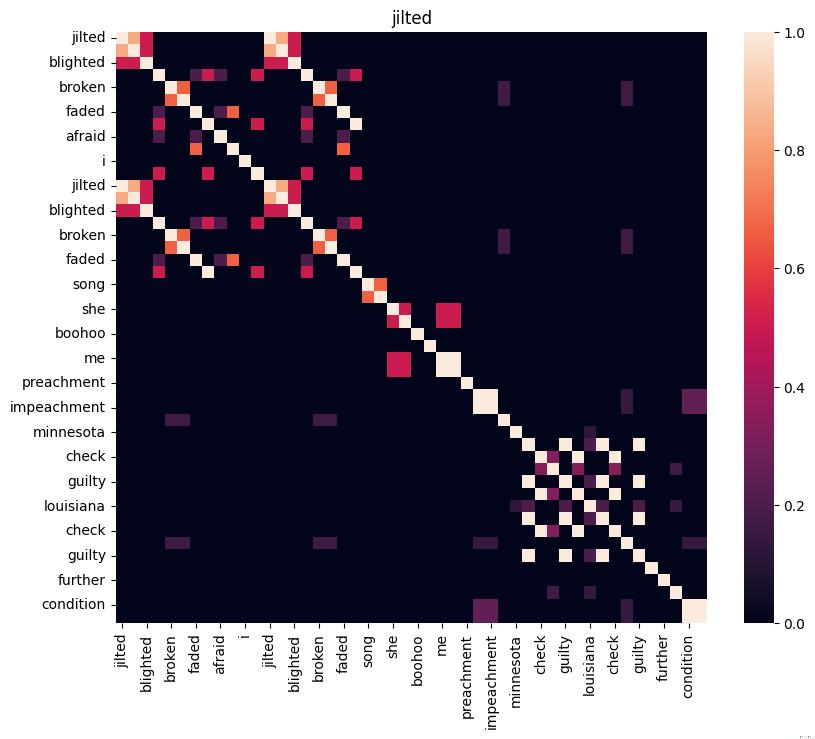 jilted
jilted
blighted
broken
faded
afraid
i
jilted
blighted
broken
faded
song
she
boohoo
me
preachment
impeachment
minnesota
check
guilty
louisiana
check
guilty
further
condition
1.0
0.8
0.6
0.4
0.2
0.0
jilted
blighted
broken
faded
afraid
i
jilted
blighted
broken
faded
song
she
boohoo
me
preachment
impeachment
minnesota
check
guilty
louisiana
check
guilty
further
condition